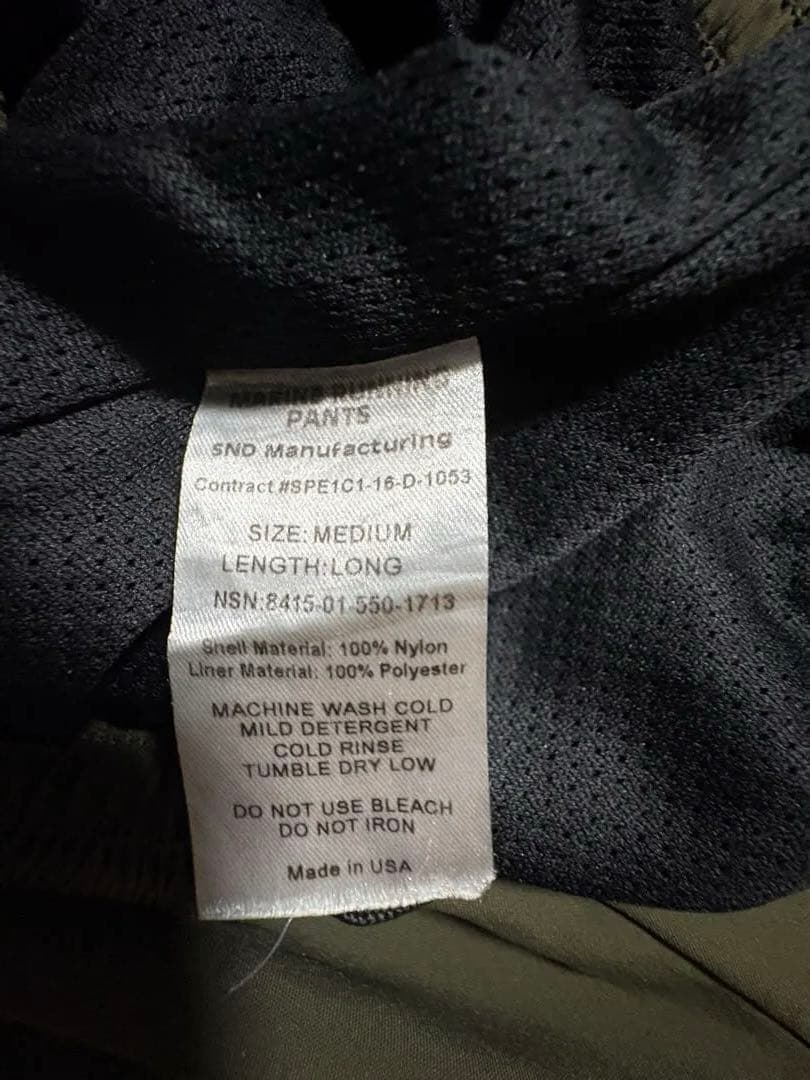 MARINE RUNNING
PANTS
SND Manufacturing
Contract #SPE1C1-16-D-1053
SIZE: MEDIUM
LENGTH:LONG
NSN:8415-01-550-1713
Shell Material: 100% Nylon
Liner Material: 100% Polyester
MACHINE WASH COLD
MILD DETERGENT
COLD RINSE
TUMBLE DRY LOW
DO NOT USE BLEACH
DO NOT IRON
Made in USA